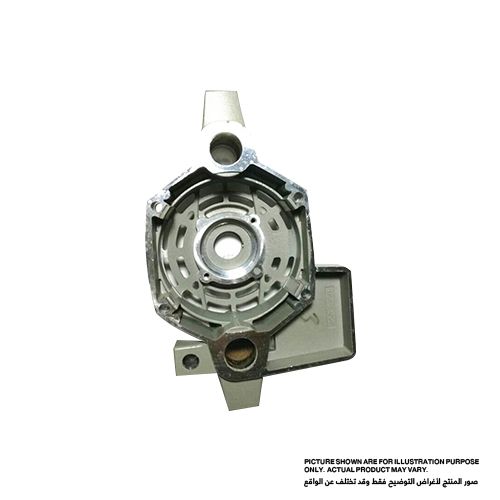 PICTURE SHOWN ARE FOR ILLUSTRATION PURPOSE
ONLY. ACTUAL PRODUCT MAY VARY.
صور المنتج لأغراض التوضيح فقط وقد تختلف عن الواقع